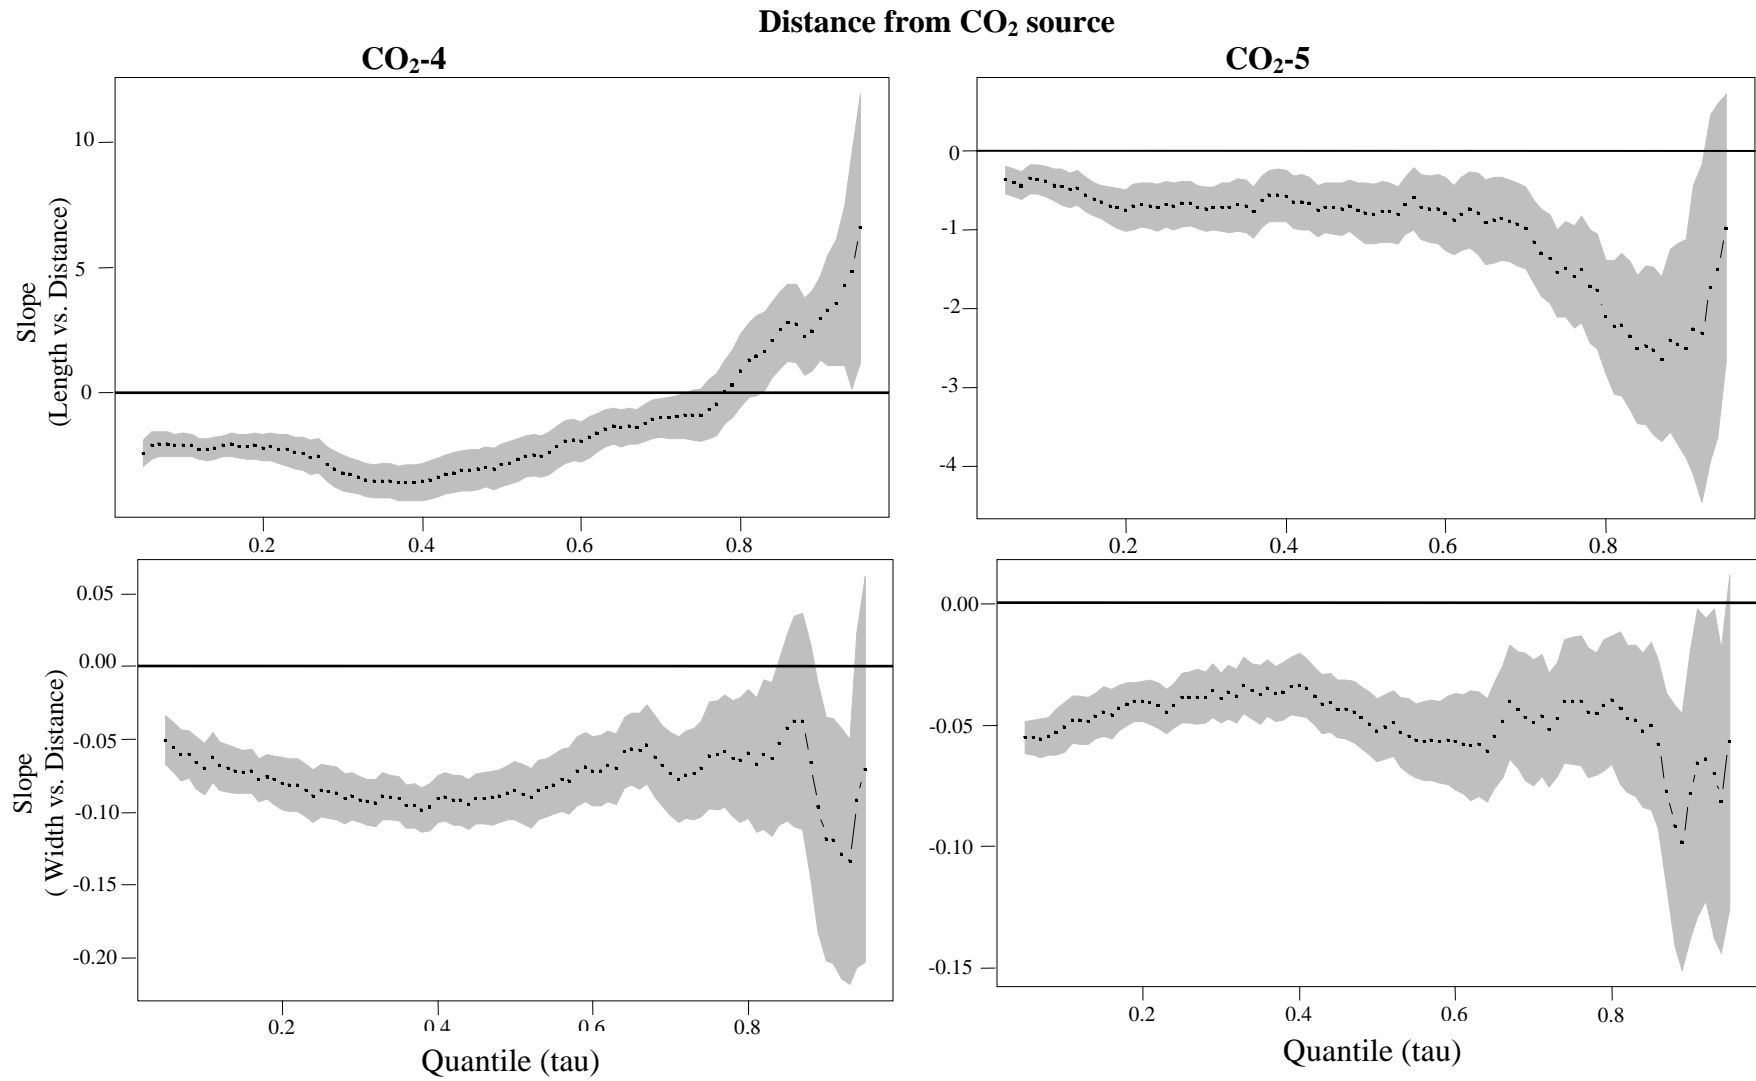 Distance from CO₂ source
CO₂-4
CO₂-5
Slope
(Length vs. Distance)
10
5
0
0.2 0.4 0.6 0.8
0
-1
-2
-3
-4
0.2 0.4 0.6 0.8
Slope
( Width vs. Distance)
0.05
0.00
-0.05
-0.10
-0.15
-0.20
0.2 0.4 0.6 0.8
Quantile (tau)
0.00
-0.05
-0.10
-0.15
0.2 0.4 0.6 0.8
Quantile (tau)